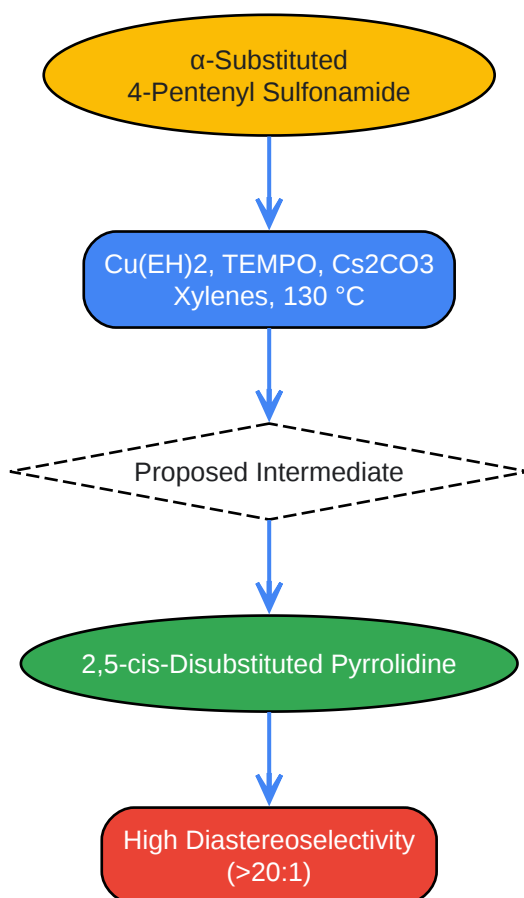 α-Substituted
4-Pentenyl Sulfonamide
Cu(EH)2, TEMPO, Cs2CO3
Xylenes, 130 °C
Proposed Intermediate
2,5-cis-Disubstituted Pyrrolidine
High Diastereoselectivity
(>20:1)